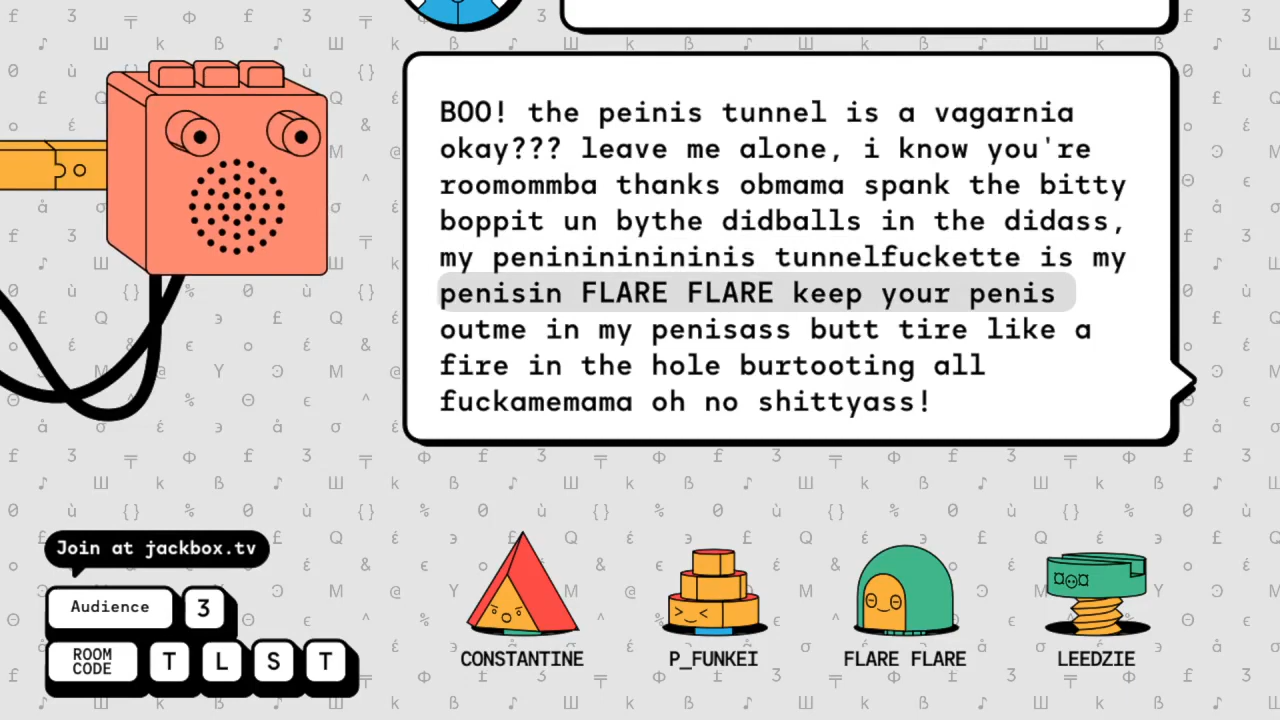 BOO! the peinis tunnel is a vagarnia
okay??? leave me alone, i know you're
roomommba thanks obmama spank the bitty
boppit un bythe didballs in the didass,
my peninininininis tunnelfuckette is my
penisin FLARE FLARE keep your penis
outme in my penisass butt tire like a
fire in the hole burtooting all
fuckamemama oh no shittyass!
Join at jackbox.tv
Audience 3
ROOM CODE T L S T
CONSTANTINE P_FUNKEI FLARE FLARE LEEDZIE